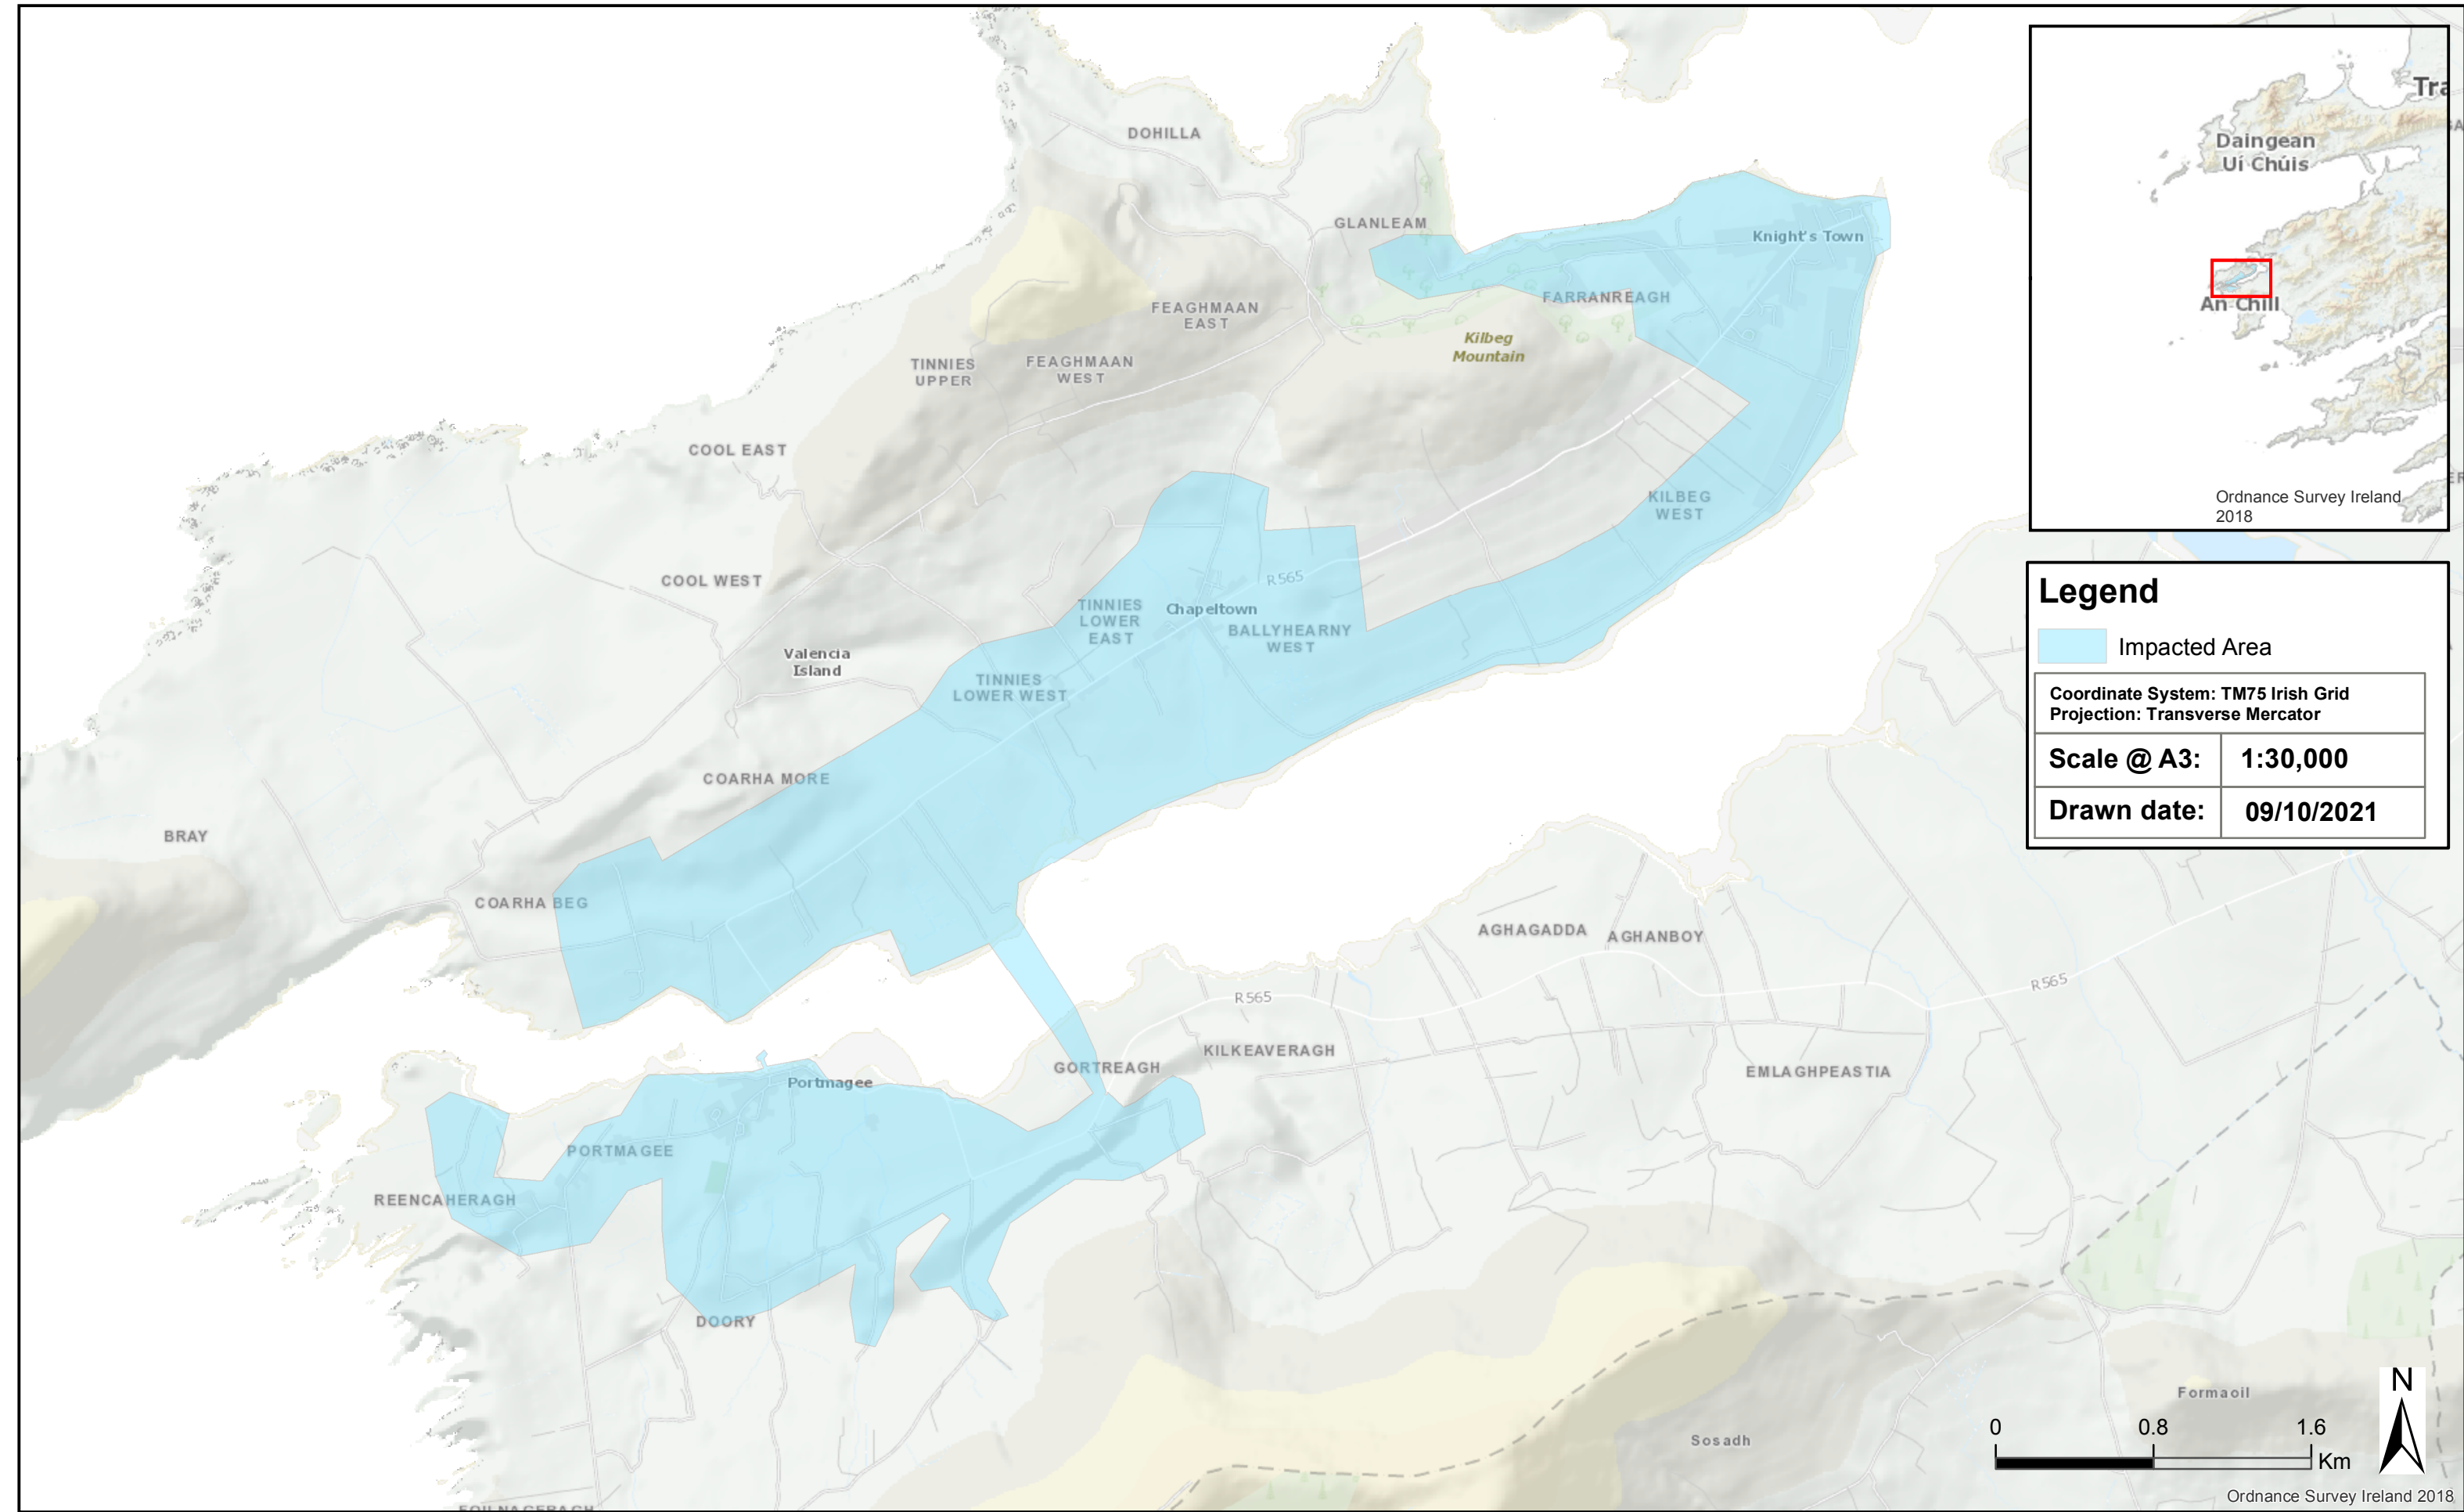 DOHILLA
GLANLEAM
Knight's Town
FARRANREAGH
FEAGHMAAN
EAST
Kilbeg
Mountain
TINNIES
UPPER
FEAGHMAAN
WEST
COOL EAST
KILBEG
WEST
COOL WEST
R565
TINNIES
LOWER
EAST
Chapeltown
BALLYHEARNY
WEST
Valencia
Island
TINNIES
LOWER WEST
COARHA MORE
BRAY
COARHA BEG
AGHAGADDA
AGHANBOY
R565
R565
GORTREAGH
KILKEAVERAGH
EMLAGHPEASTIA
Portmagee
PORTMAGEE
REENCAHERAGH
DOORY
Formaoil
Sosadh
Tra
Daingean
Uí Chúis
An Chill
Ordnance Survey Ireland
2018
Legend
Impacted Area
Coordinate System: TM75 Irish Grid
Projection: Transverse Mercator
Scale @ A3: 1:30,000
Drawn date: 09/10/2021
N
0 0.8 1.6
Km
Ordnance Survey Ireland 2018